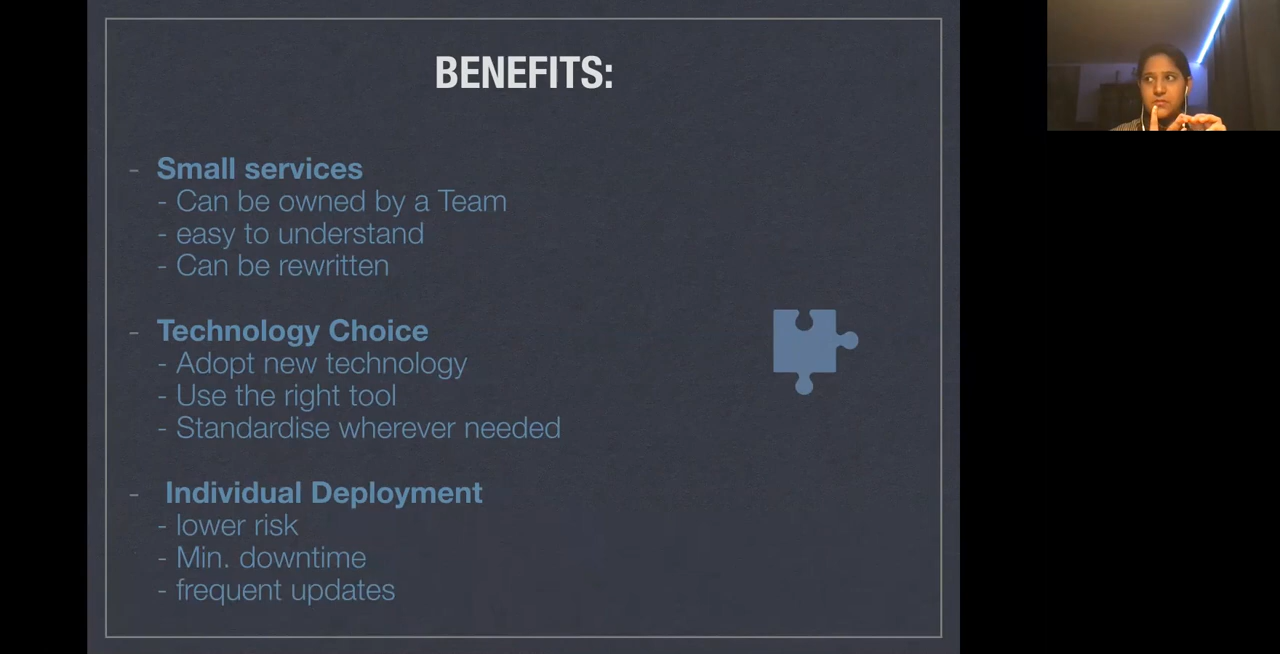 BENEFITS:
- Small services
- Can be owned by a Team
- easy to understand
- Can be rewritten
- Technology Choice
- Adopt new technology
- Use the right tool
- Standardise wherever needed
- Individual Deployment
- lower risk
- Min. downtime
- frequent updates